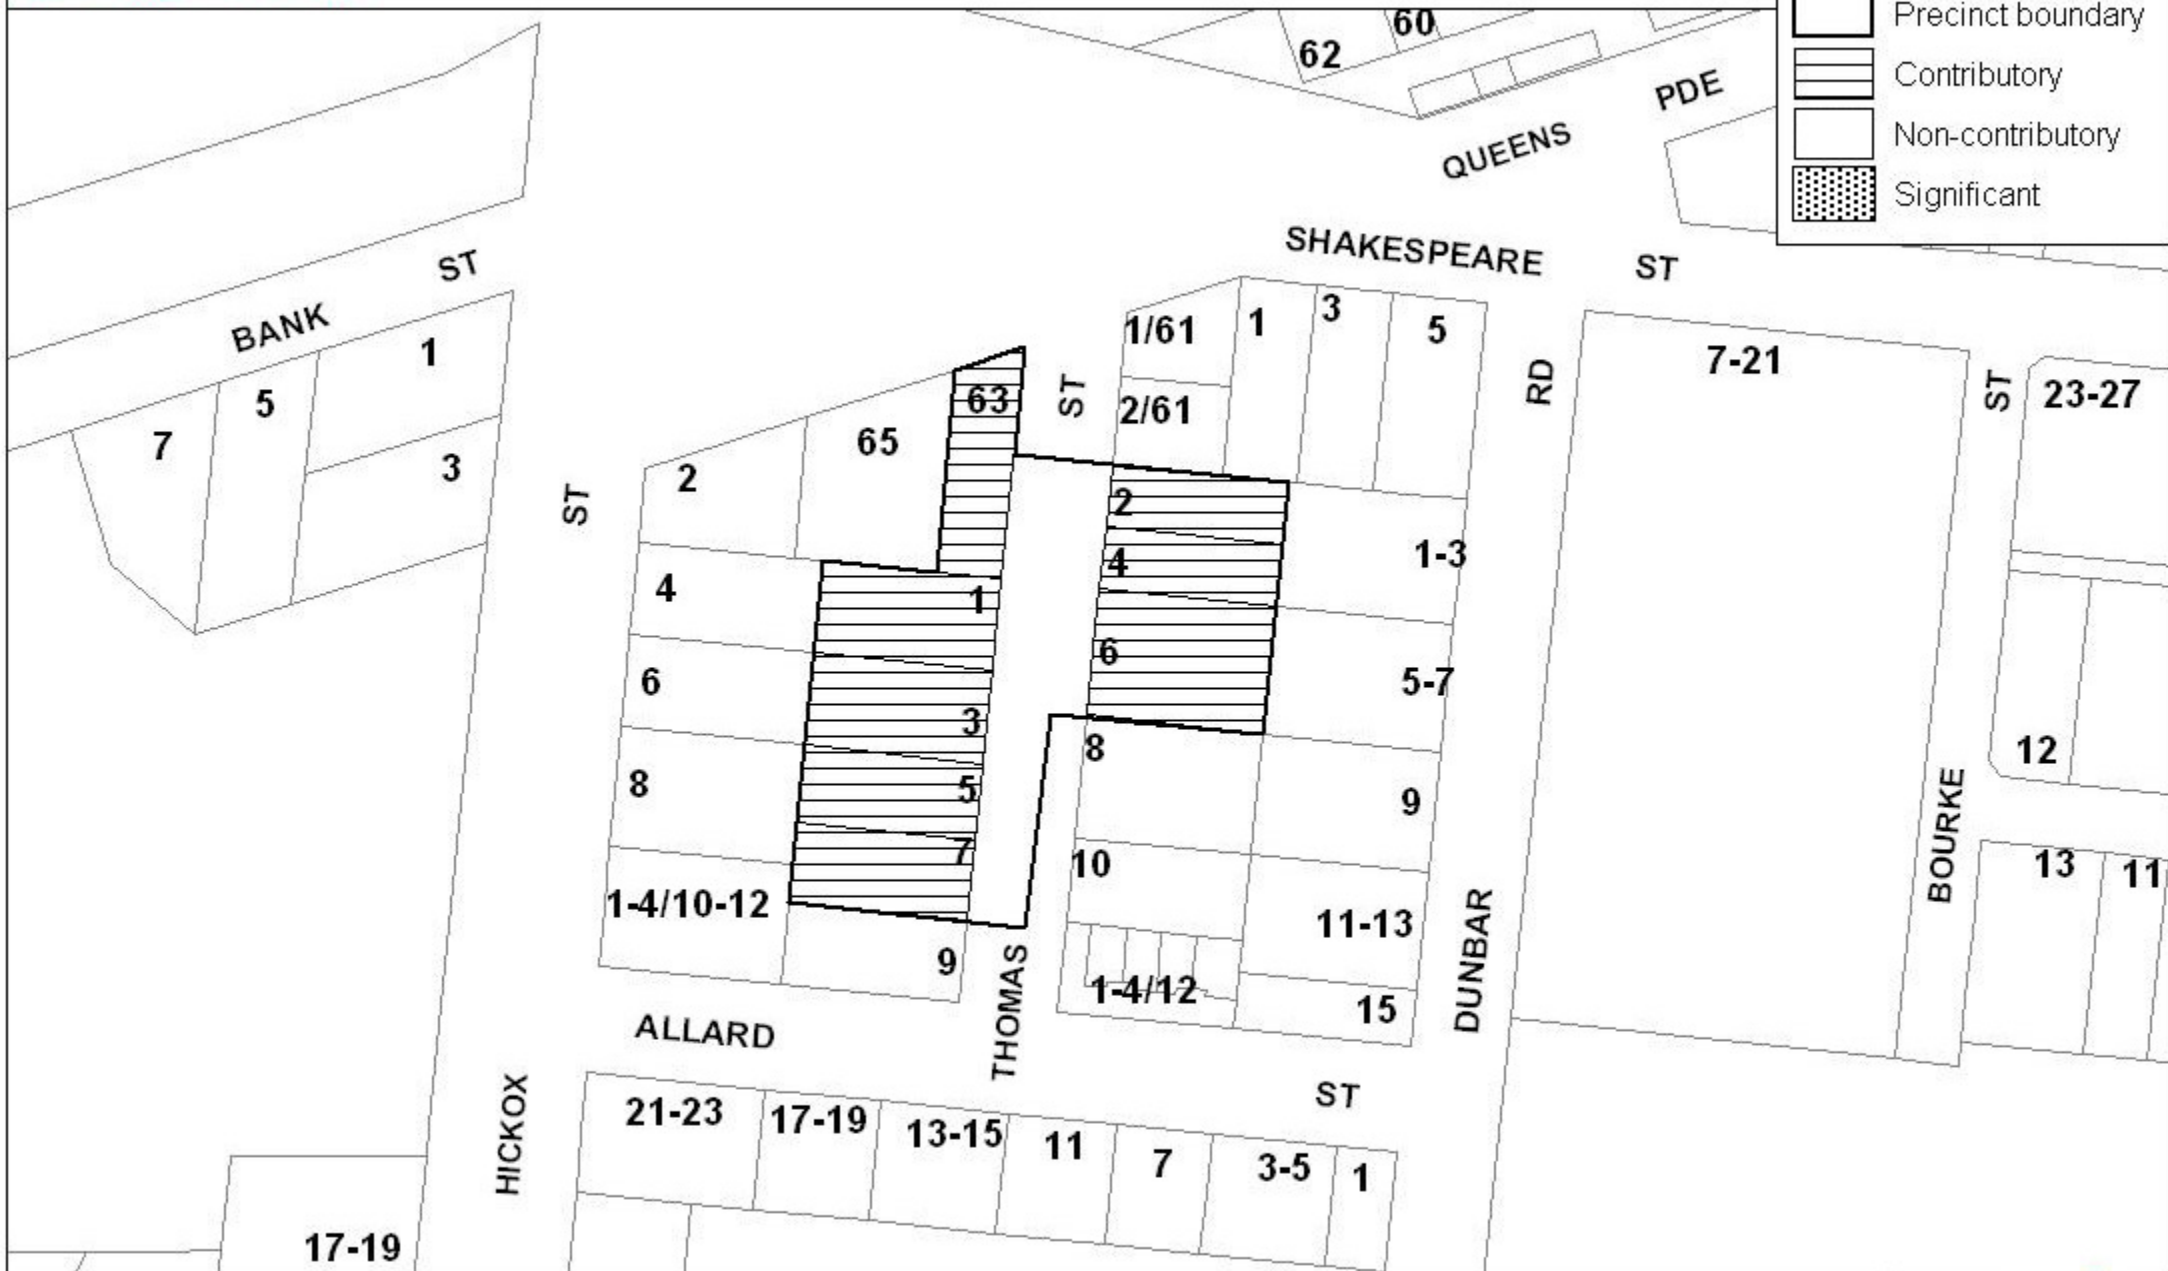 Precinct boundary
Contributory
Non-contributory
Significant
60
62
PDE
QUEENS
SHAKESPEARE ST
BANK ST
1
5
7
3
1/61
1
3
5
2/61
RD
7-21
ST
23-27
63
ST
65
2
ST
2
4
1-3
4
1
6
6
5-7
3
8
12
8
5
9
7
10
BOURKE
13
11
1-4/10-12
11-13
9
THOMAS
1-4/12
15
DUNBAR
ALLARD ST
HICKOX
21-23
17-19
13-15
11
7
3-5
1
17-19